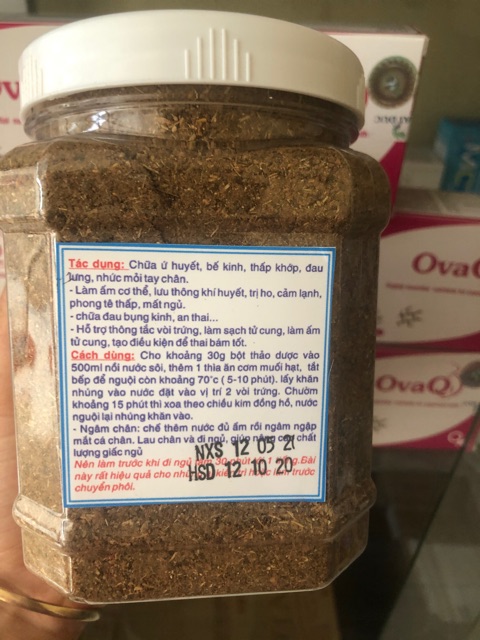 Ova
OvaQ
OvaQ
Tác dụng: Chữa ứ huyết, bế kinh, thấp khớp, đau
lưng, nhức mỏi tay chân.
- Làm ấm cơ thể, lưu thông khí huyết, trị ho, cảm lạnh,
phong tê thấp, mất ngủ.
- chữa đau bụng kinh, an thai...
- Hỗ trợ thông tắc vòi trứng, làm sạch tử cung, làm ấm
tử cung, tạo điều kiện để thai bám tốt.
Cách dùng: Cho khoảng 30g bột thảo dược vào
500ml nồi nước sôi, thêm 1 thìa ăn cơm muối hạt, tắt
bếp để nguội còn khoảng 70°c ( 5-10 phút). lấy khăn
nhúng vào nước đặt vào vị trí 2 vòi trứng. Chườm
khoảng 15 phút thì xoa theo chiều kim đồng hồ, nước
nguội lại nhúng khăn vào.
- Ngâm chân: chế thêm nước đủ ấm rồi ngâm ngập
mắt cá chân. Lau chân và đi ngủ, giúp nâng cao chất
lượng giấc ngủ
NXS 12 05 21
Nên làm trước khi đi ngủ 30 phút 1 Bài
HSD 12 10 20
này rất hiệu quả cho trước
chuyển phôi.